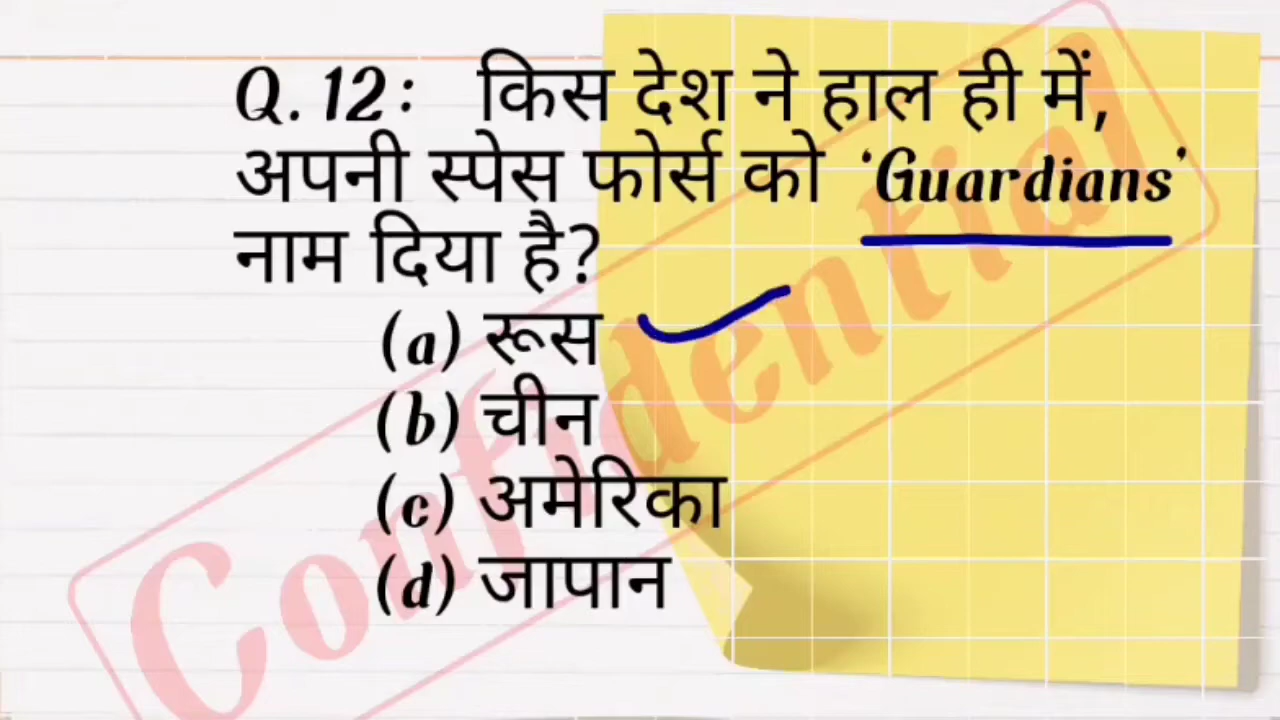 Q. 12: किस देश ने हाल ही में,
अपनी स्पेस फोर्स को ‘Guardians’
नाम दिया है?
(a) रूस
(b) चीन
(c) अमेरिका
(d) जापान
Confidential